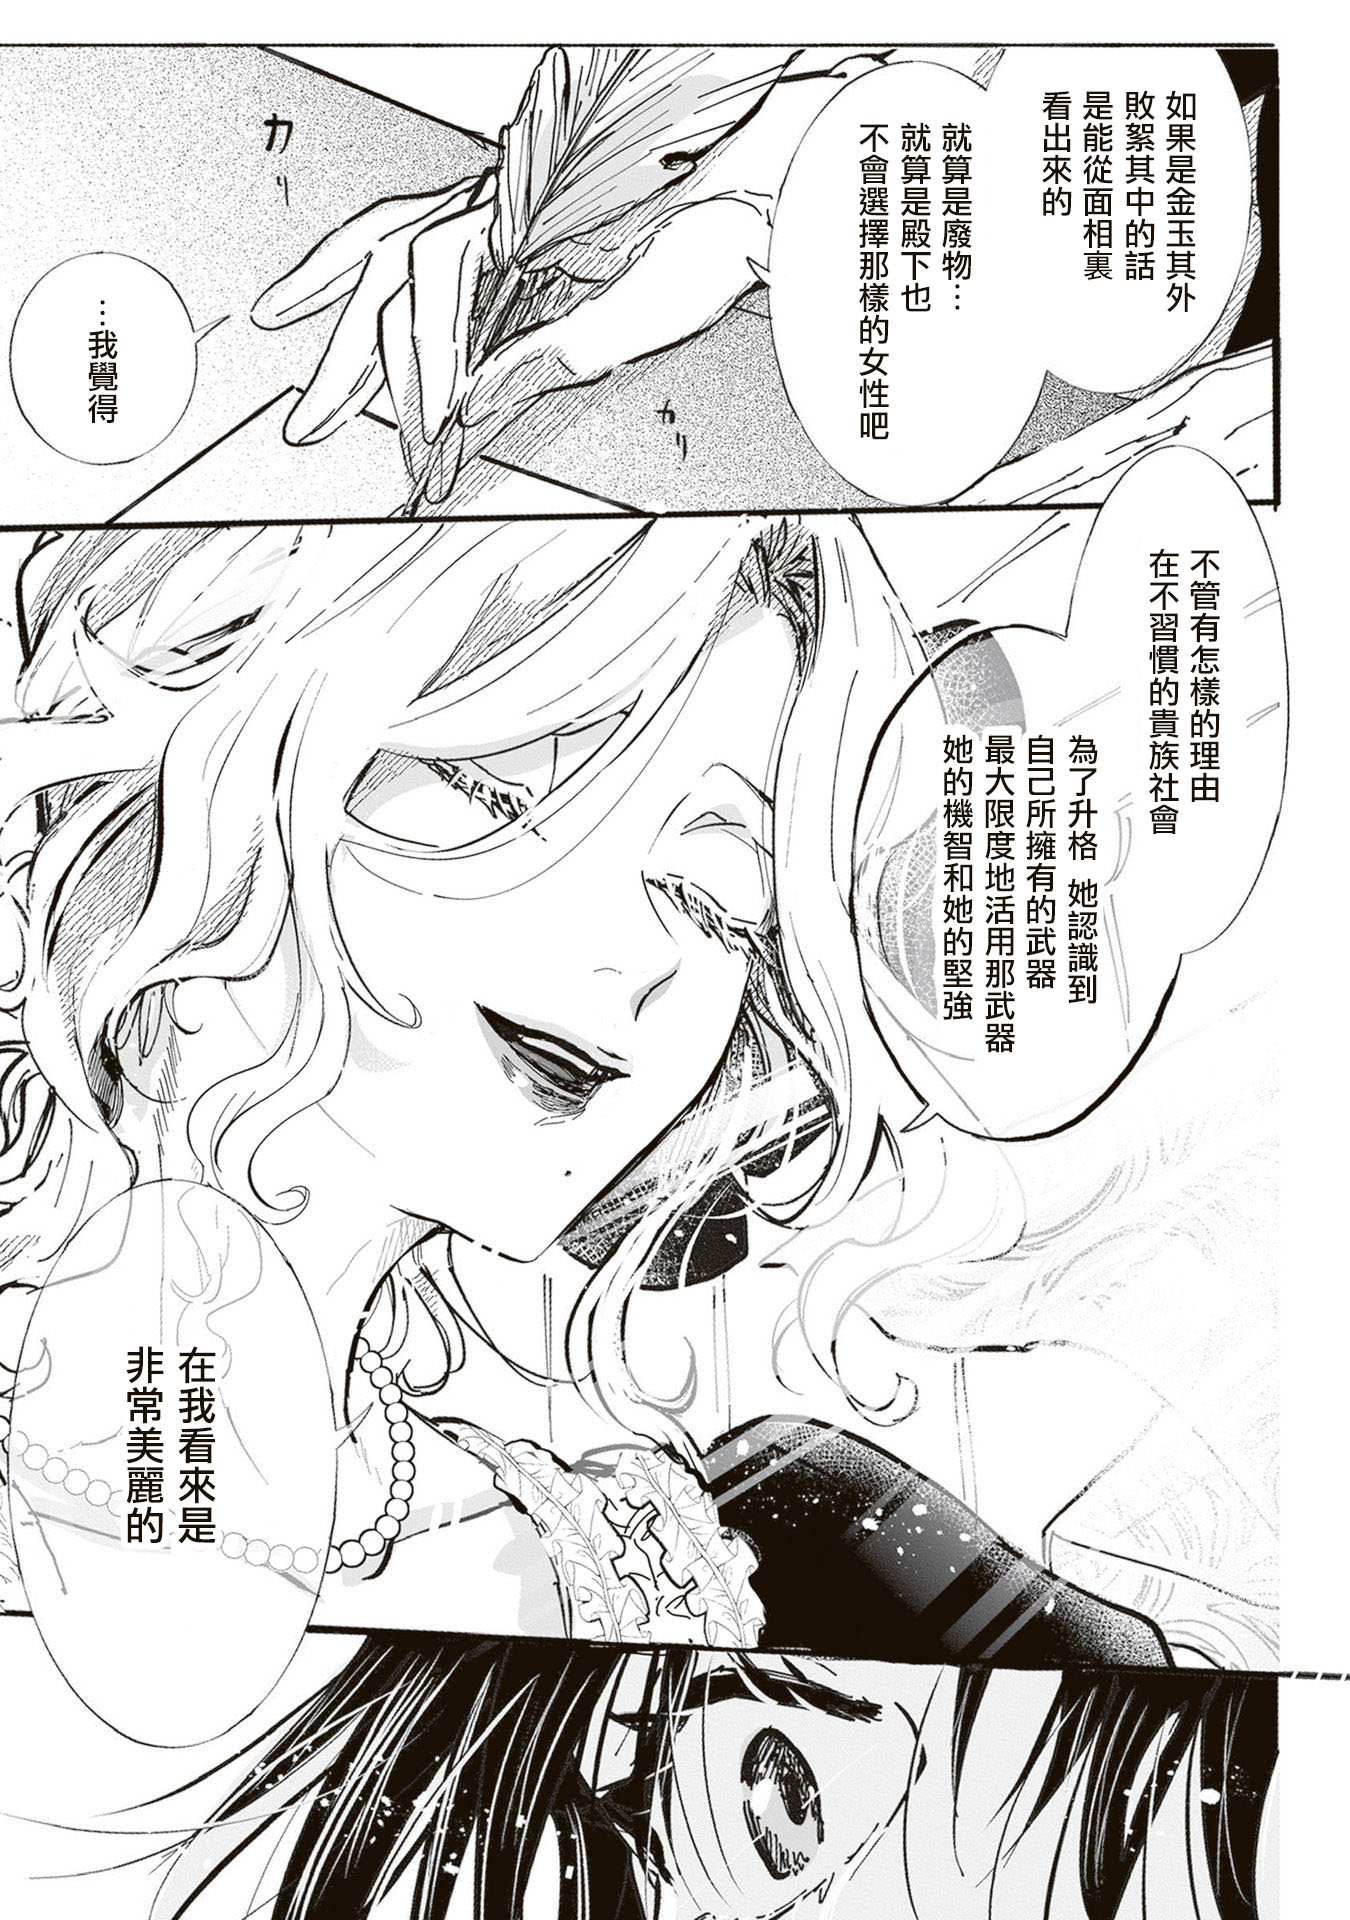 如果是金玉其外
敗絮其中的話
是能從面相裏
看出來的
就算是廢物…
就算是殿下也
不會選擇那樣的女性吧
カリ
カリ
…我覺得
不管有怎樣的理由
在不習慣的貴族社會
為了升格 她認識到
自己所擁有的武器
最大限度地活用那武器
她的機智和她的堅強
在我看來是
非常美麗的